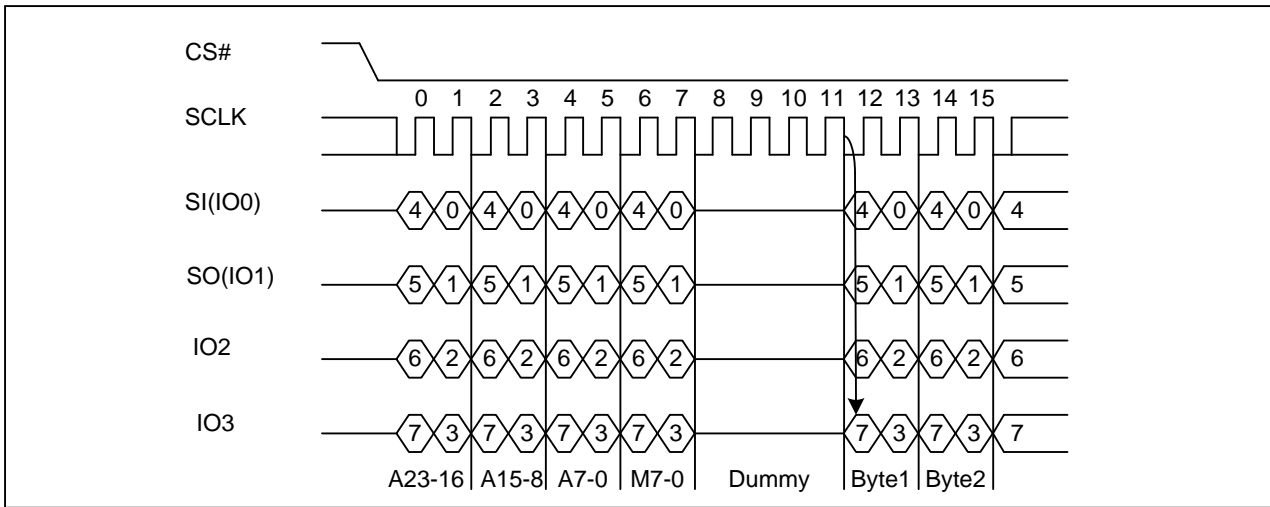 CS#
0 1 2 3 4 5 6 7 8 9 10 11 12 13 14 15
SCLK
SI(IO0) 4 0 4 0 4 0 4 0 4 0 4 0 4
SO(IO1) 5 1 5 1 5 1 5 1 5 1 5 1 5
IO2 6 2 6 2 6 2 6 2 6 2 6 2 6
IO3 7 3 7 3 7 3 7 3 7 3 7 3 7
A23-16 A15-8 A7-0 M7-0 Dummy Byte1 Byte2